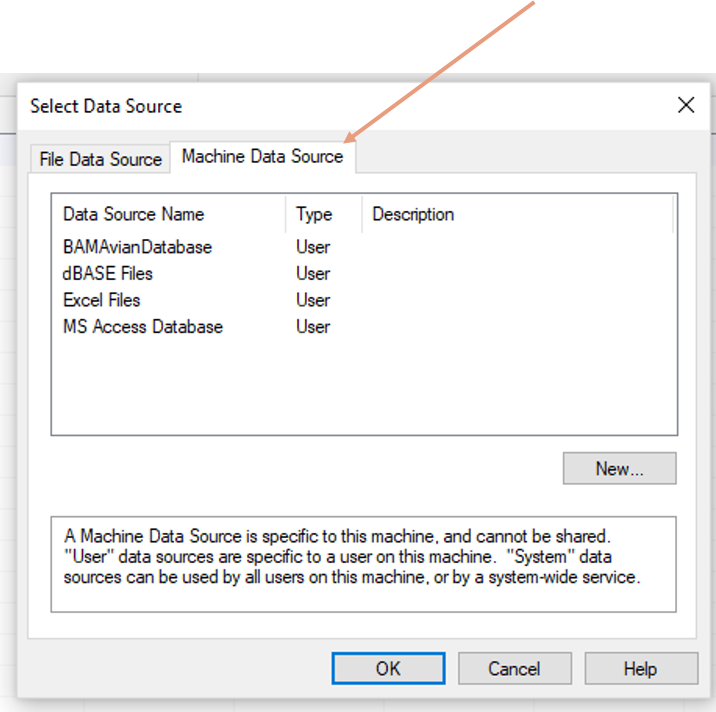 Select Data Source
File Data Source Machine Data Source
Data Source Name Type Description
BAMAvianDatabase User
dBASE Files User
Excel Files User
MS Access Database User
New...
A Machine Data Source is specific to this machine, and cannot be shared.
"User" data sources are specific to a user on this machine. "System" data
sources can be used by all users on this machine, or by a system-wide service.
OK Cancel Help